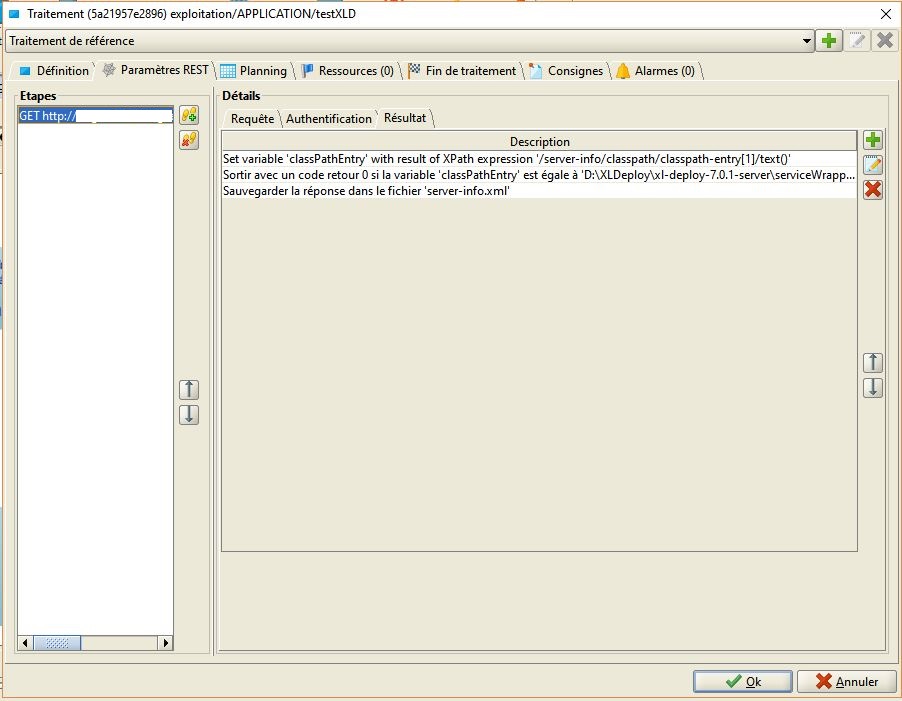 Traitement (5a21957e2896) exploitation/APPLICATION/testXLD
Traitement de référence
Définition Paramètres REST Planning Ressources (0) Fin de traitement Consignes Alarmes (0)
Etapes
GET http://
Détails
Requête Authentification Résultat
Description
Set variable 'classPathEntry' with result of XPath expression '/server-info/classpath/classpath-entry[1]/text()'
Sortir avec un code retour 0 si la variable 'classPathEntry' est égale à 'D:\XLDeploy\xl-deploy-7.0.1-server\serviceWrapp...
Sauvegarder la réponse dans le fichier 'server-info.xml'
Ok Annuler